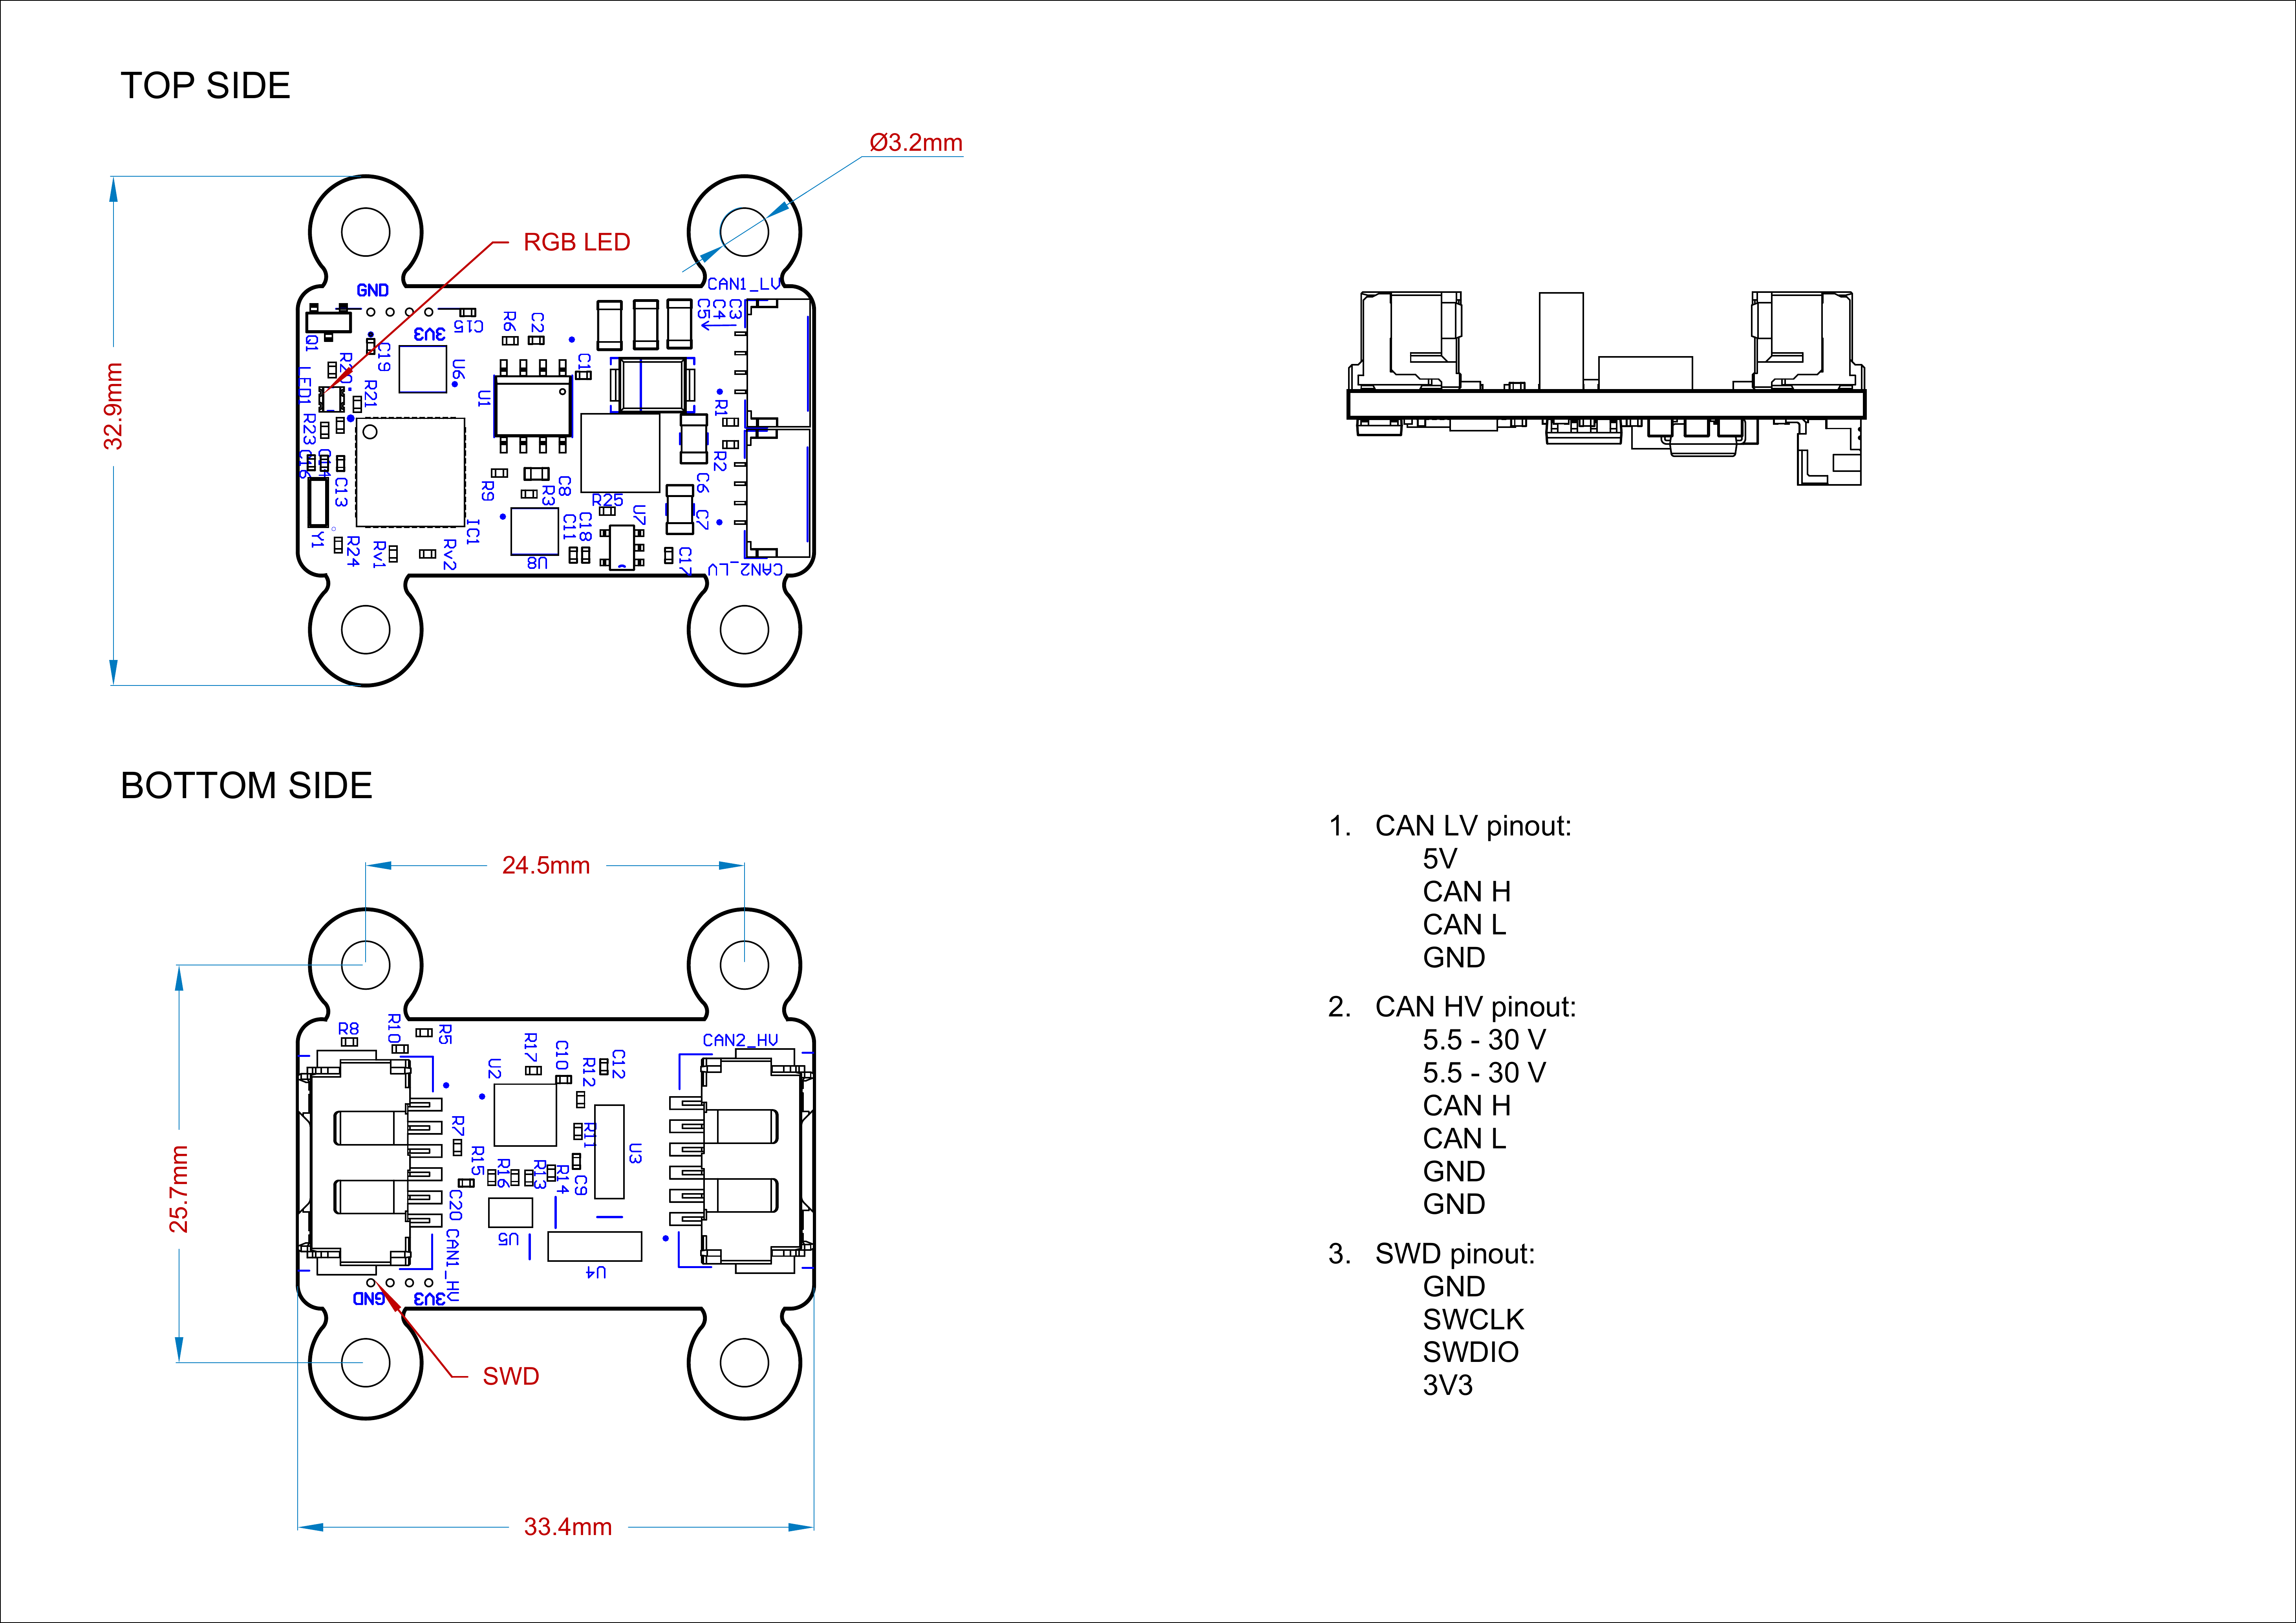 TOP SIDE
Ø3.2mm
RGB LED
32.9mm
GND
CAN1_LV
3V3
C15
R6
C2
C5
C4
C3
Q1
C19
R20
U6
C1
LED1
R21
U1
R1
R23
R2
C16
C14
C13
R9
R3
C8
C6
R25
C7
U7
IC1
C11
C18
Y1
R24
Rv1
Rv2
U8
C17
CAN2_LV
BOTTOM SIDE
24.5mm
25.7mm
R8
R10
R5
R17
C10
C12
CAN2_HV
U2
R12
R7
R11
U3
R15
R16
R13
R14
C9
C20
CAN1_HV
U5
U4
GND
3V3
SWD
33.4mm
1. CAN LV pinout:
5V
CAN H
CAN L
GND
2. CAN HV pinout:
5.5 - 30 V
5.5 - 30 V
CAN H
CAN L
GND
GND
3. SWD pinout:
GND
SWCLK
SWDIO
3V3